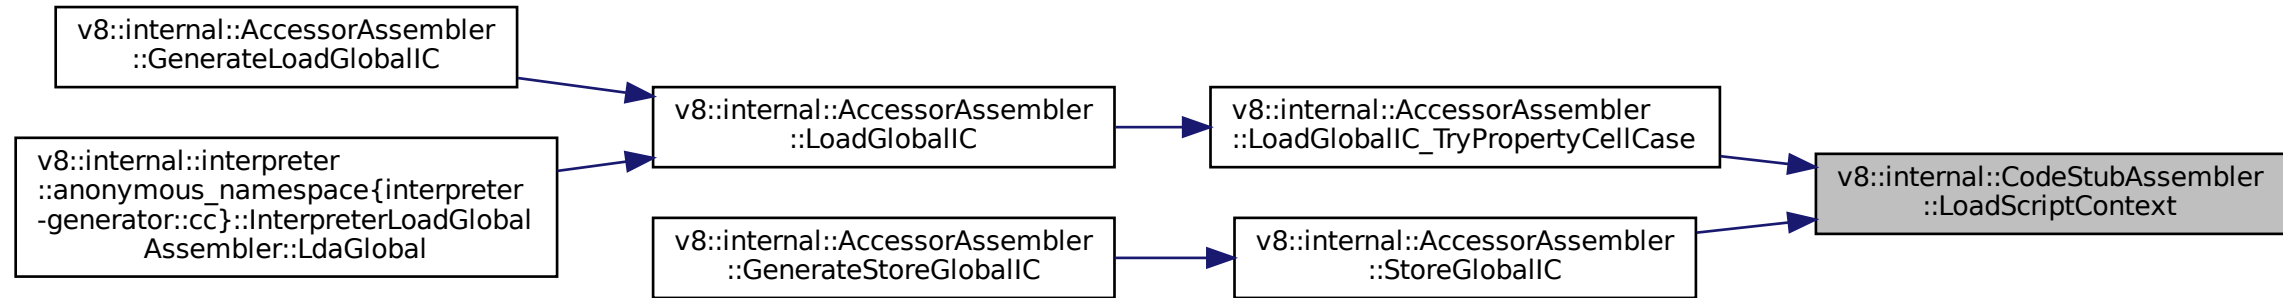 v8::internal::AccessorAssembler
::GenerateLoadGlobalIC
v8::internal::interpreter
::anonymous_namespace{interpreter
-generator::cc}::InterpreterLoadGlobal
Assembler::LdaGlobal
v8::internal::AccessorAssembler
::LoadGlobalIC
v8::internal::AccessorAssembler
::GenerateStoreGlobalIC
v8::internal::AccessorAssembler
::LoadGlobalIC_TryPropertyCellCase
v8::internal::AccessorAssembler
::StoreGlobalIC
v8::internal::CodeStubAssembler
::LoadScriptContext